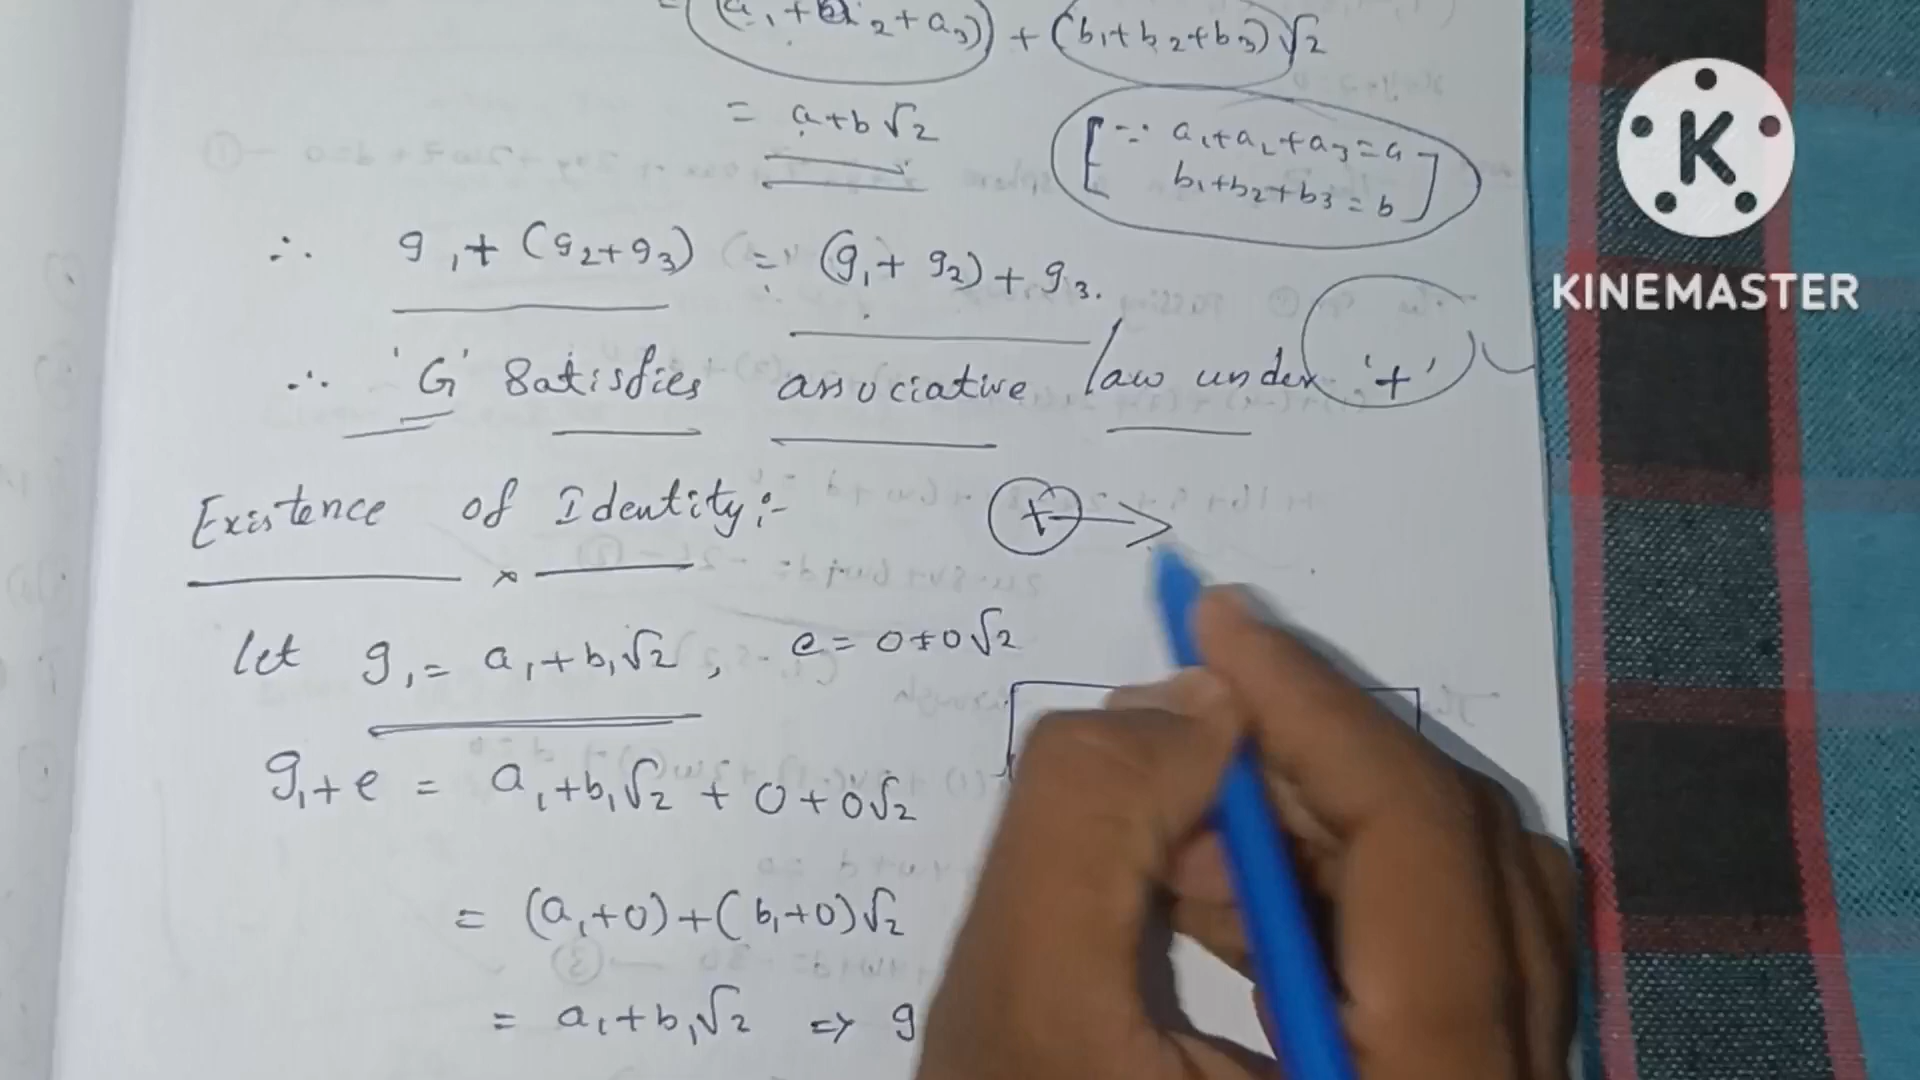 = (a₁+a₂+a₃) + (b₁+b₂+b₃)√2
= a+b√2
[∵ a₁+a₂+a₃=a
b₁+b₂+b₃=b]
∴ g₁+(g₂+g₃) = (g₁+g₂)+g₃.
∴ 'G' Satisfies associative law under '+'
Existence of Identity:-
+ →
let g₁= a₁+b₁√2, e= 0+0√2
g₁+e = a₁+b₁√2 + 0+0√2
= (a₁+0)+(b₁+0)√2
= a₁+b₁√2 => g
K
KINEMASTER